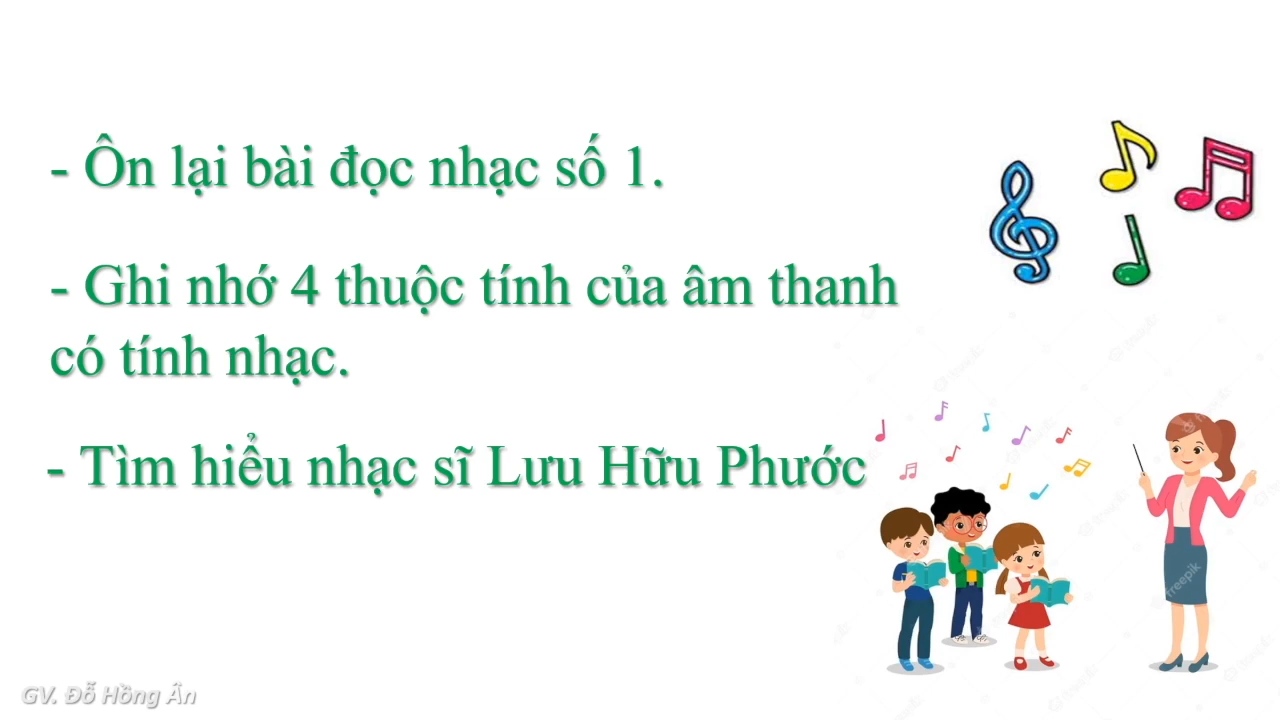 - Ôn lại bài đọc nhạc số 1.
- Ghi nhớ 4 thuộc tính của âm thanh
có tính nhạc.
- Tìm hiểu nhạc sĩ Lưu Hữu Phước
GV. Đỗ Hồng Ân
freepik